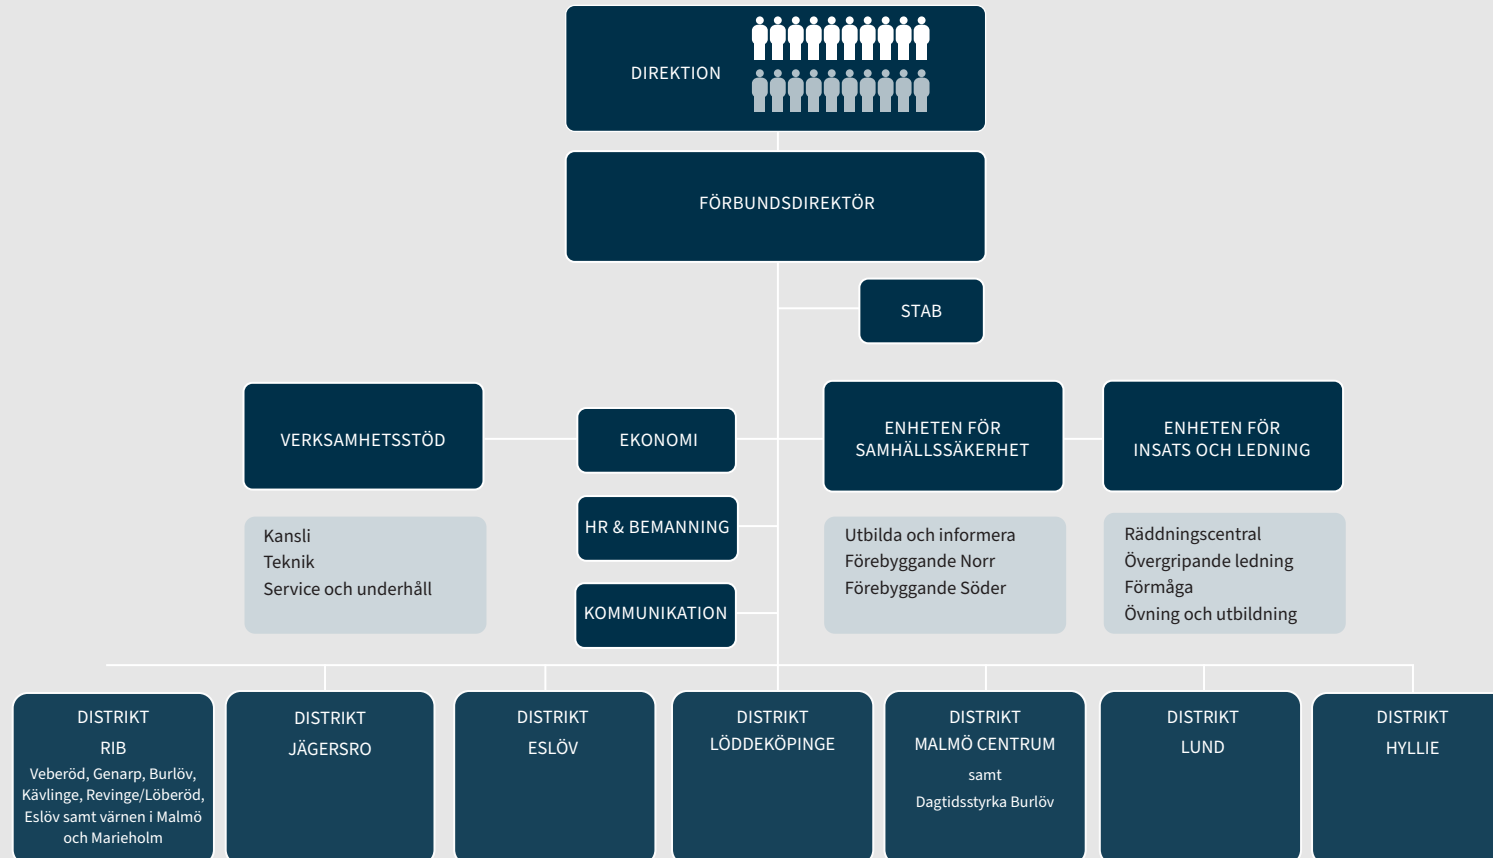 DIREKTION
FÖRBUNDSDIREKTÖR
STAB
VERKSAMHETSSTÖD
Kansli
Teknik
Service och underhåll
EKONOMI
HR & BEMANNING
KOMMUNIKATION
ENHETEN FÖR
SAMHÄLLSSÄKERHET
Utbilda och informera
Förebyggande Norr
Förebyggande Söder
ENHETEN FÖR
INSATS OCH LEDNING
Räddningscentral
Övergripande ledning
Förmåga
Övning och utbildning
DISTRIKT
RIB
Veberöd, Genarp, Burlöv,
Kävlinge, Revinge/Löberöd,
Eslöv samt värnen i Malmö
och Marieholm
DISTRIKT
JÄGERSRO
DISTRIKT
ESLÖV
DISTRIKT
LÖDDEKÖPINGE
DISTRIKT
MALMÖ CENTRUM
samt
Dagtidsstyrka Burlöv
DISTRIKT
LUND
DISTRIKT
HYLLIE